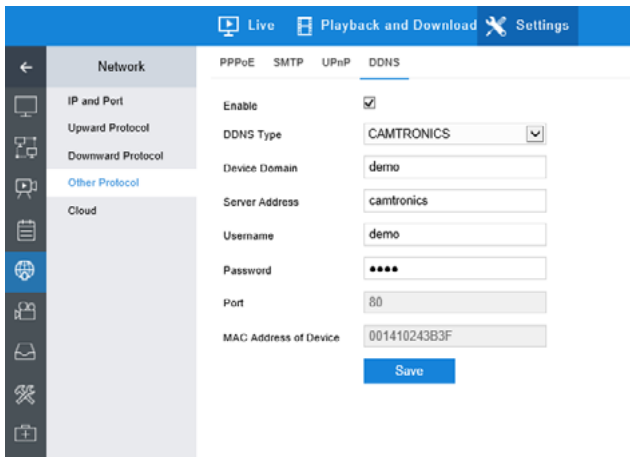 Live Playback and Download Settings
Network
IP and Port
Upward Protocol
Downward Protocol
Other Protocol
Cloud
PPPoE SMTP UPnP DDNS
Enable
DDNS Type CAMTRONICS
Device Domain demo
Server Address camtronics
Username demo
Password ●●●●
Port 80
MAC Address of Device 001410243B3F
Save